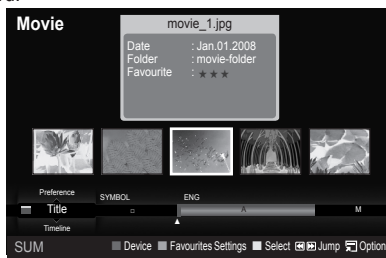 Movie
movie_1.jpg
Date : Jan.01.2008
Folder : movie-folder
Favourite : ★★★
Preference
SYMBOL ENG
Title □ A M
Timeline
SUM Device Favourites Settings Select Jump Option